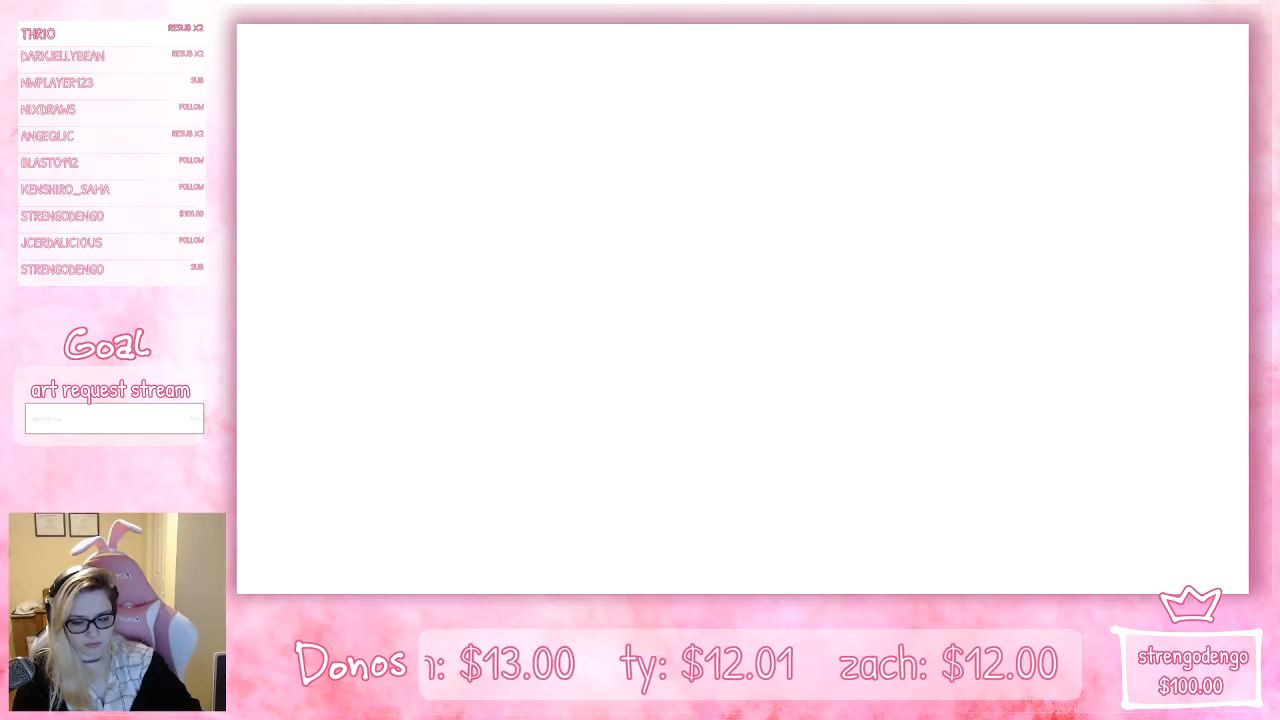 THRIO RESUB X2
DARKJELLYBEAN RESUB X2
NWPLAYER123 SUB
NIXDRAWS FOLLOW
ANGEQLIC RESUB X2
BLASTO1912 FOLLOW
KENSHIRO_SAMA FOLLOW
STRENGODENGO $100.00
JCERDALICIOUS FOLLOW
STRENGODENGO SUB
Goal
art request stream
Donos : $13.00 ty: $12.01 zach: $12.00
strengodengo
$100.00